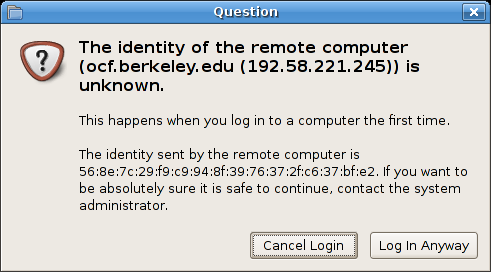 Question
The identity of the remote computer
(ocf.berkeley.edu (192.58.221.245)) is
unknown.
This happens when you log in to a computer the first time.
The identity sent by the remote computer is
56:8e:7c:29:f9:c9:94:8f:39:76:37:2f:c6:37:bf:e2. If you want to
be absolutely sure it is safe to continue, contact the system
administrator.
Cancel Login
Log In Anyway